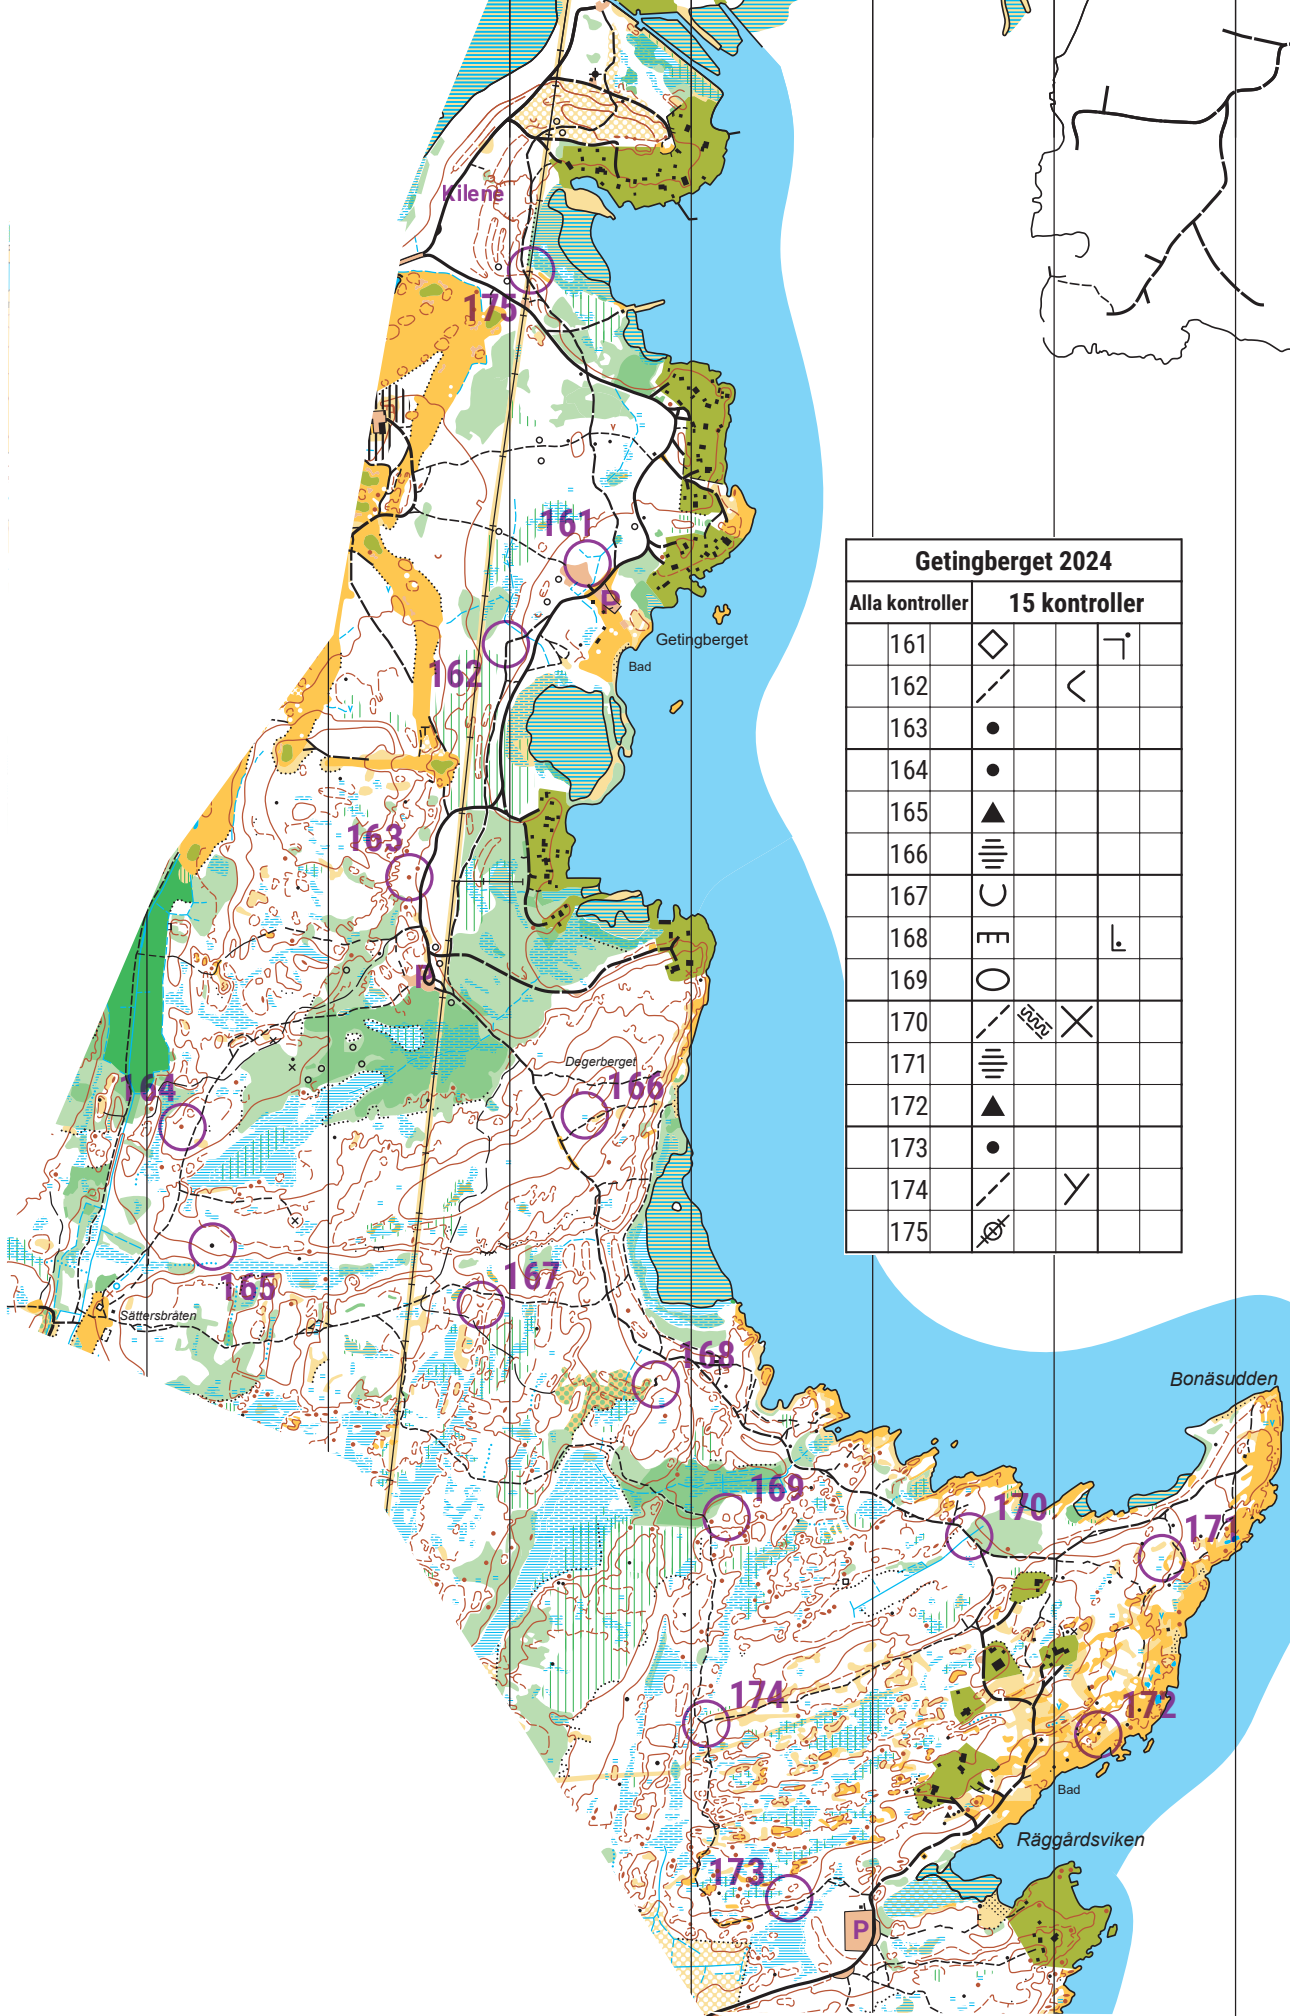 Kilene
175
161
P
Getingberget
162
Bad
163
P
Degerberget
164
166
165
167
Sättersbråten
168
Bonäsudden
169
170
171
174
172
Bad
Räggårdsviken
173
P
Getingberget 2024
Alla kontroller 15 kontroller
161
162
163
164
165
166
167
168
169
170
171
172
173
174
175